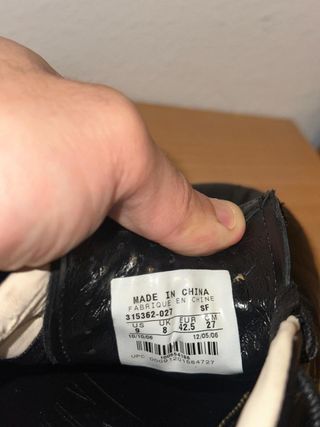 MADE IN CHINA
FABRIQUE EN CHINE
315362-027 SF
US UK EUR CM
9 8 42.5 27
10/10/06 12/05/06
UPC